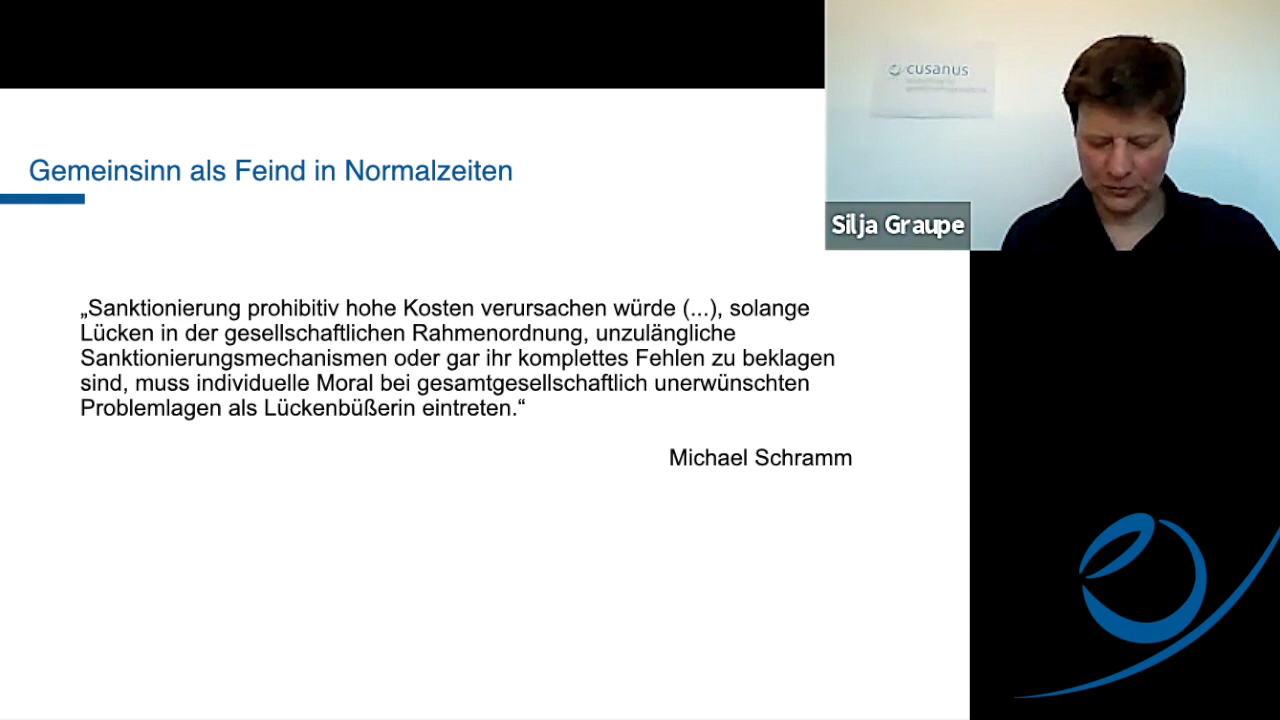 Gemeinsinn als Feind in Normalzeiten
„Sanktionierung prohibitiv hohe Kosten verursachen würde (...), solange
Lücken in der gesellschaftlichen Rahmenordnung, unzulängliche
Sanktionierungsmechanismen oder gar ihr komplettes Fehlen zu beklagen
sind, muss individuelle Moral bei gesamtgesellschaftlich unerwünschten
Problemlagen als Lückenbüßerin eintreten.“
Michael Schramm
cusanus
Silja Graupe